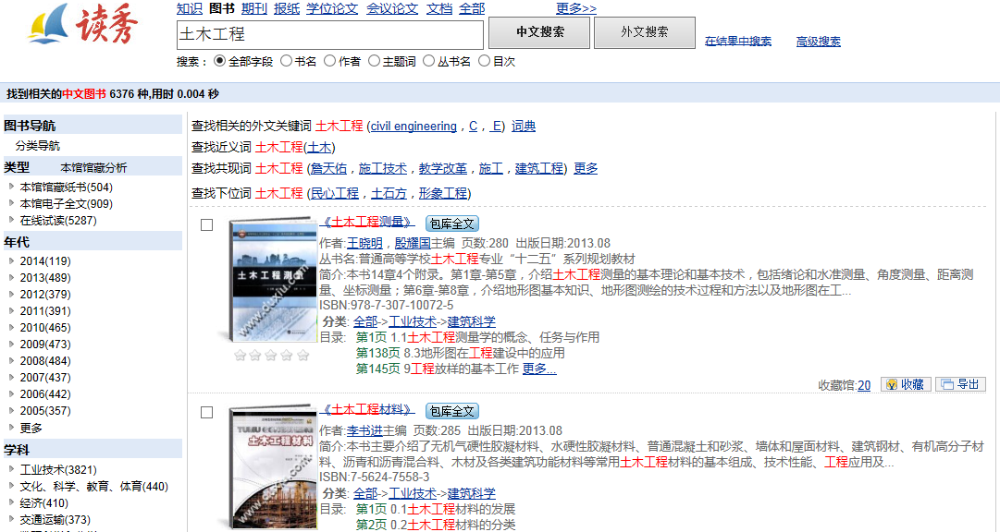 读秀
知识 图书 期刊 报纸 学位论文 会议论文 文档 全部 更多>>
土木工程 中文搜索 外文搜索 在结果中搜索 高级搜索
搜索： 全部字段 书名 作者 主题词 丛书名 目次
找到相关的中文图书 6376 种,用时 0.004 秒
图书导航
分类导航
类型 本馆馆藏分析
本馆馆藏纸书(504)
本馆电子全文(909)
在线试读(5287)
年代
2014(119)
2013(489)
2012(379)
2011(391)
2010(465)
2009(473)
2008(484)
2007(437)
2006(442)
2005(357)
更多
学科
工业技术(3821)
文化、科学、教育、体育(440)
经济(410)
交通运输(373)
查找相关的外文关键词 土木工程 (civil engineering，C，E) 词典
查找近义词 土木工程(土木)
查找共现词 土木工程 (詹天佑，施工技术，教学改革，施工，建筑工程) 更多
查找下位词 土木工程 (民心工程，土石方，形象工程)
土木工程测量
www.duxiu.com
《土木工程测量》 包库全文
作者:王晓明，殷耀国主编 页数:280 出版日期:2013.08
丛书名:普通高等学校土木工程专业“十二五”系列规划教材
简介:本书14章4个附录。第1章-第5章，介绍土木工程测量的基本理论和基本技术，包括绪论和水准测量、角度测量、距离测
量、坐标测量；第6章-第8章，介绍地形图基本知识、地形图测绘的技术过程和方法以及地形图在工...
ISBN:978-7-307-10072-5
分类: 全部->工业技术->建筑科学
目录: 第1页 1.1土木工程测量学的概念、任务与作用
第138页 8.3地形图在工程建设中的应用
第145页 9工程放样的基本工作 更多...
收藏馆:20 收藏 导出
土木工程材料
www.duxiu.com
《土木工程材料》 包库全文
作者:李书进主编 页数:285 出版日期:2013.08
简介:本书主要介绍了无机气硬性胶凝材料、水硬性胶凝材料、普通混凝土和砂浆、墙体和屋面材料、建筑钢材、有机高分子材
料、沥青和沥青混合料、木材及各类建筑功能材料等常用土木工程材料的基本组成、技术性能、工程应用及...
ISBN:7-5624-7558-3
分类: 全部->工业技术->建筑科学
目录: 第1页 0.1土木工程材料的发展
第2页 0.2土木工程材料的分类